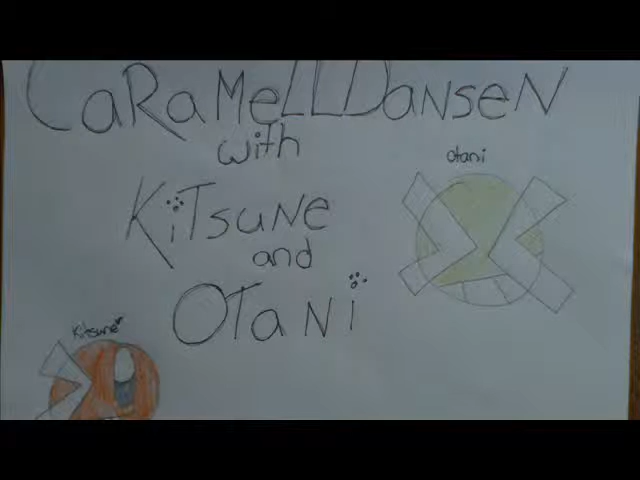 CaRaMeLLDanseN
with
KiTsuNe
and
OTaNi
otani
Kitsune